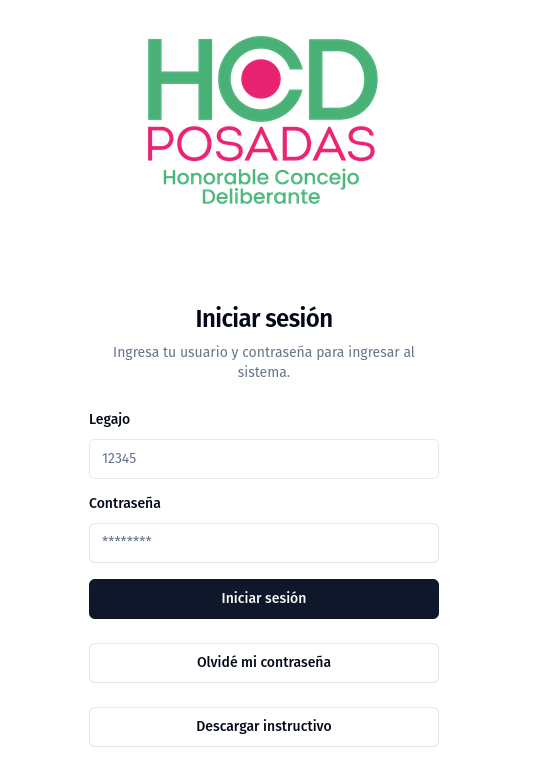 HCD
POSADAS
Honorable Concejo
Deliberante
Iniciar sesión
Ingresa tu usuario y contraseña para ingresar al
sistema.
Legajo
12345
Contraseña
********
Iniciar sesión
Olvidé mi contraseña
Descargar instructivo